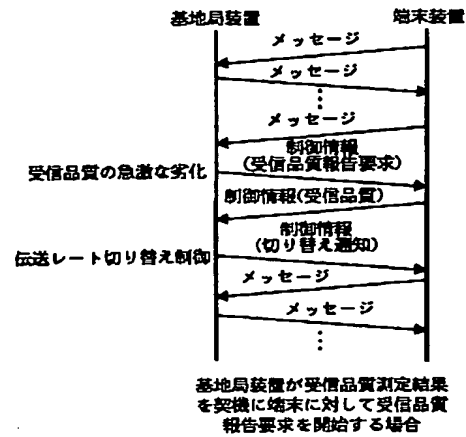 基地局装置
端末装置
メッセージ
メッセージ
メッセージ
制御情報
(受信品質報告要求)
受信品質の急激な劣化
制御情報(受信品質)
制御情報
(切り替え通知)
伝送レート切り替え制御
メッセージ
メッセージ
基地局装置が受信品質測定結果
を契機に端末に対して受信品質
報告要求を開始する場合